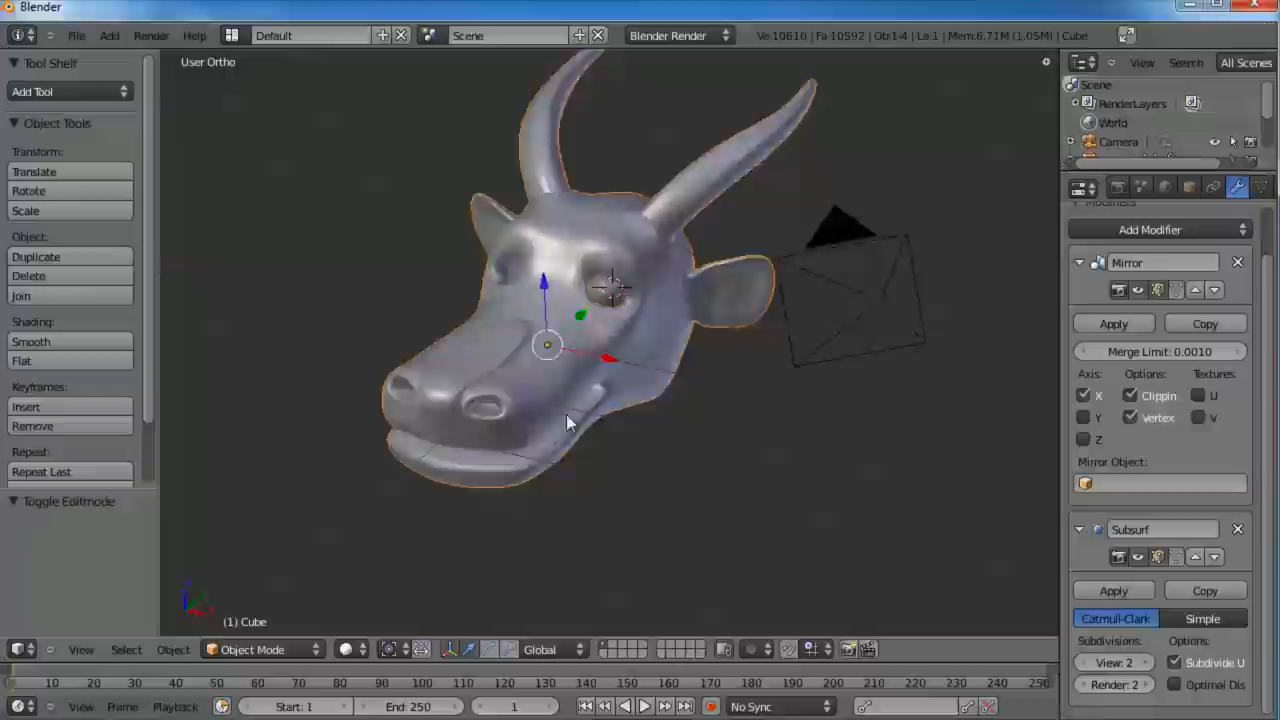 Blender
File Add Render Help Default Scene Blender Render Ve:10610 | Fa:10592 | Ob:1-4 | La:1 | Mem:6.71M (1.05M) | Cube
Tool Shelf
Add Tool
Object Tools
Transform:
Translate
Rotate
Scale
Object:
Duplicate
Delete
Join
Shading:
Smooth
Flat
Keyframes:
Insert
Remove
Repeat:
Repeat Last
Toggle Editmode
User Ortho
(1) Cube
View Search All Scenes
Scene
RenderLayers
World
Camera
Modifiers
Add Modifier
Mirror
Apply Copy
Merge Limit: 0.0010
Axis: Options: Textures:
X Clippin U
Y Vertex V
Z
Mirror Object:
Subsurf
Apply Copy
Catmull-Clark Simple
Subdivisions: Options:
View: 2 Subdivide U
Render: 2 Optimal Dis
View Select Object Object Mode Global
10 20 30 40 50 60 70 80 90 100 110 120 130 140 150 160 170 180 190 200 210 220 230 240 250
View Frame Playback Start: 1 End: 250 1 No Sync